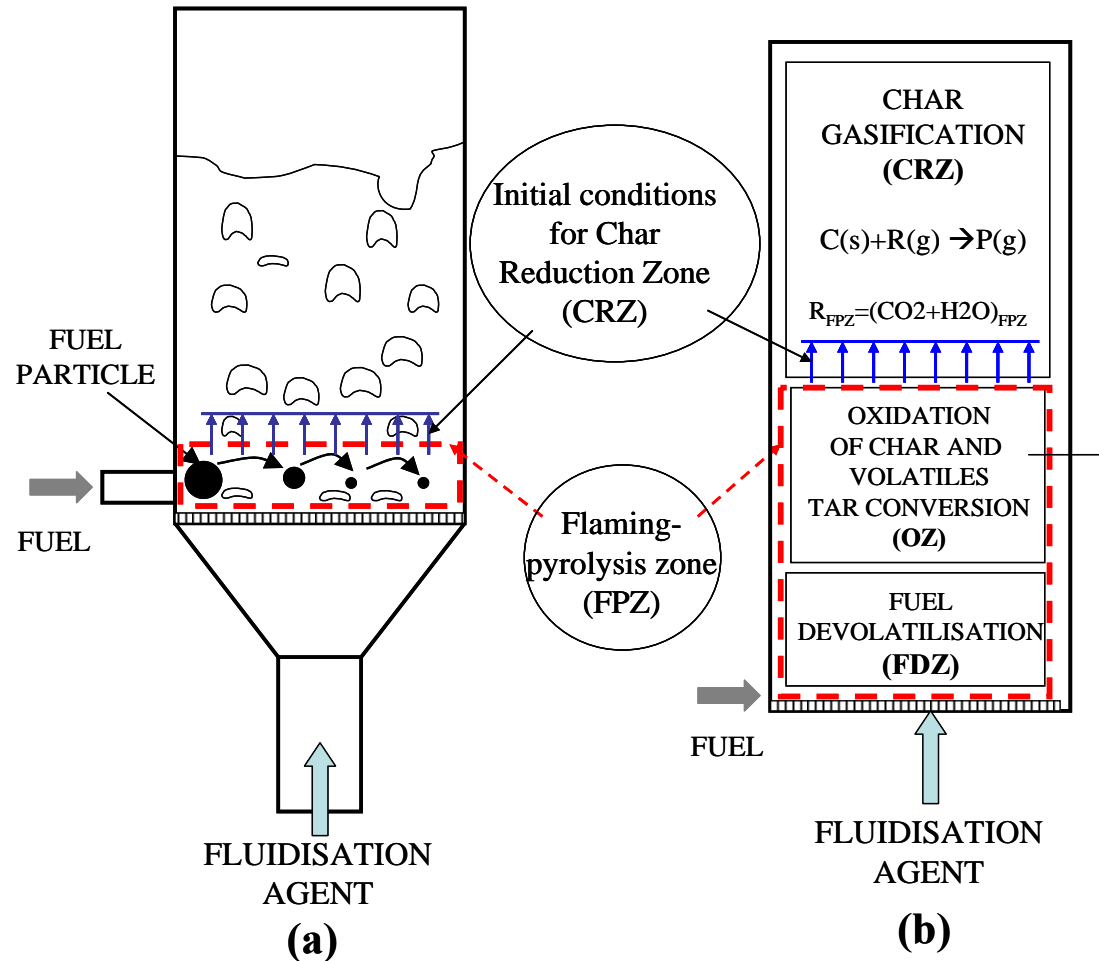 FUEL
PARTICLE
FUEL
FLUIDISATION
AGENT
(a)
Initial conditions
for Char
Reduction Zone
(CRZ)
Flaming-
pyrolysis zone
(FPZ)
CHAR
GASIFICATION
(CRZ)
C(s)+R(g) →P(g)
R_FPZ=(CO2+H2O)_FPZ
OXIDATION
OF CHAR AND
VOLATILES
TAR CONVERSION
(OZ)
FUEL
DEVOLATILISATION
(FDZ)
FUEL
FLUIDISATION
AGENT
(b)